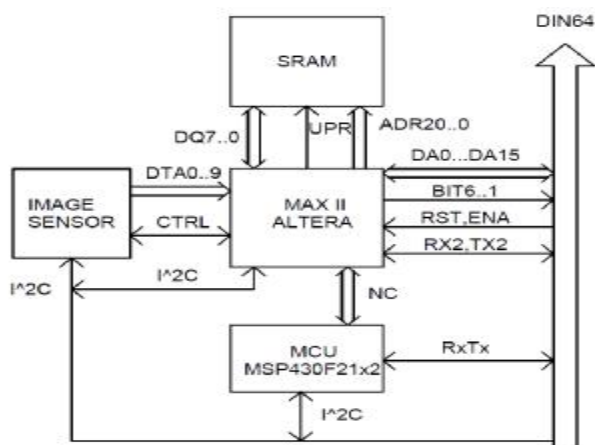 DIN64
SRAM
DQ7..0
UPR
ADR20..0
DTA0..9
DA0...DA15
IMAGE
SENSOR
MAX II
ALTERA
BIT6..1
CTRL
RST,ENA
RX2,TX2
I^2C
I^2C
NC
MCU
MSP430F21x2
RxTx
I^2C